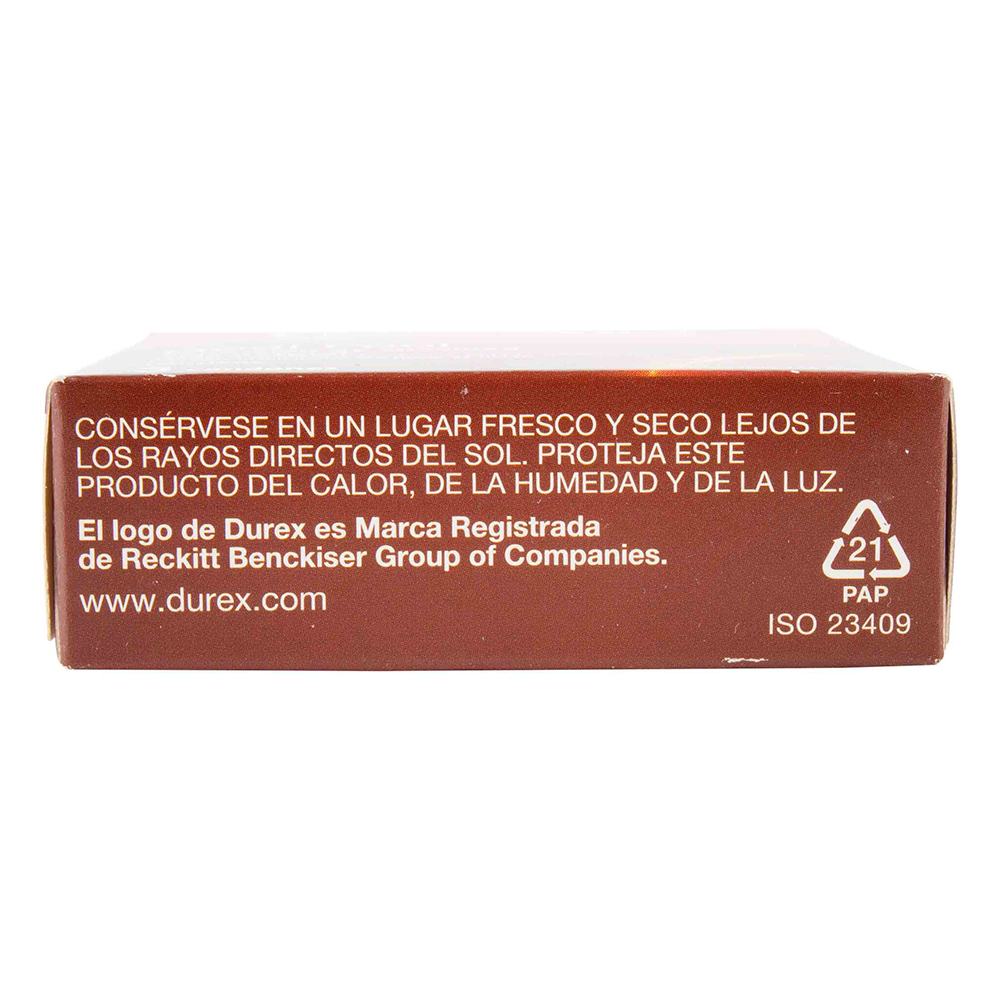 CONSÉRVESE EN UN LUGAR FRESCO Y SECO LEJOS DE
LOS RAYOS DIRECTOS DEL SOL. PROTEJA ESTE
PRODUCTO DEL CALOR, DE LA HUMEDAD Y DE LA LUZ.
El logo de Durex es Marca Registrada
de Reckitt Benckiser Group of Companies.
www.durex.com
21
PAP
ISO 23409